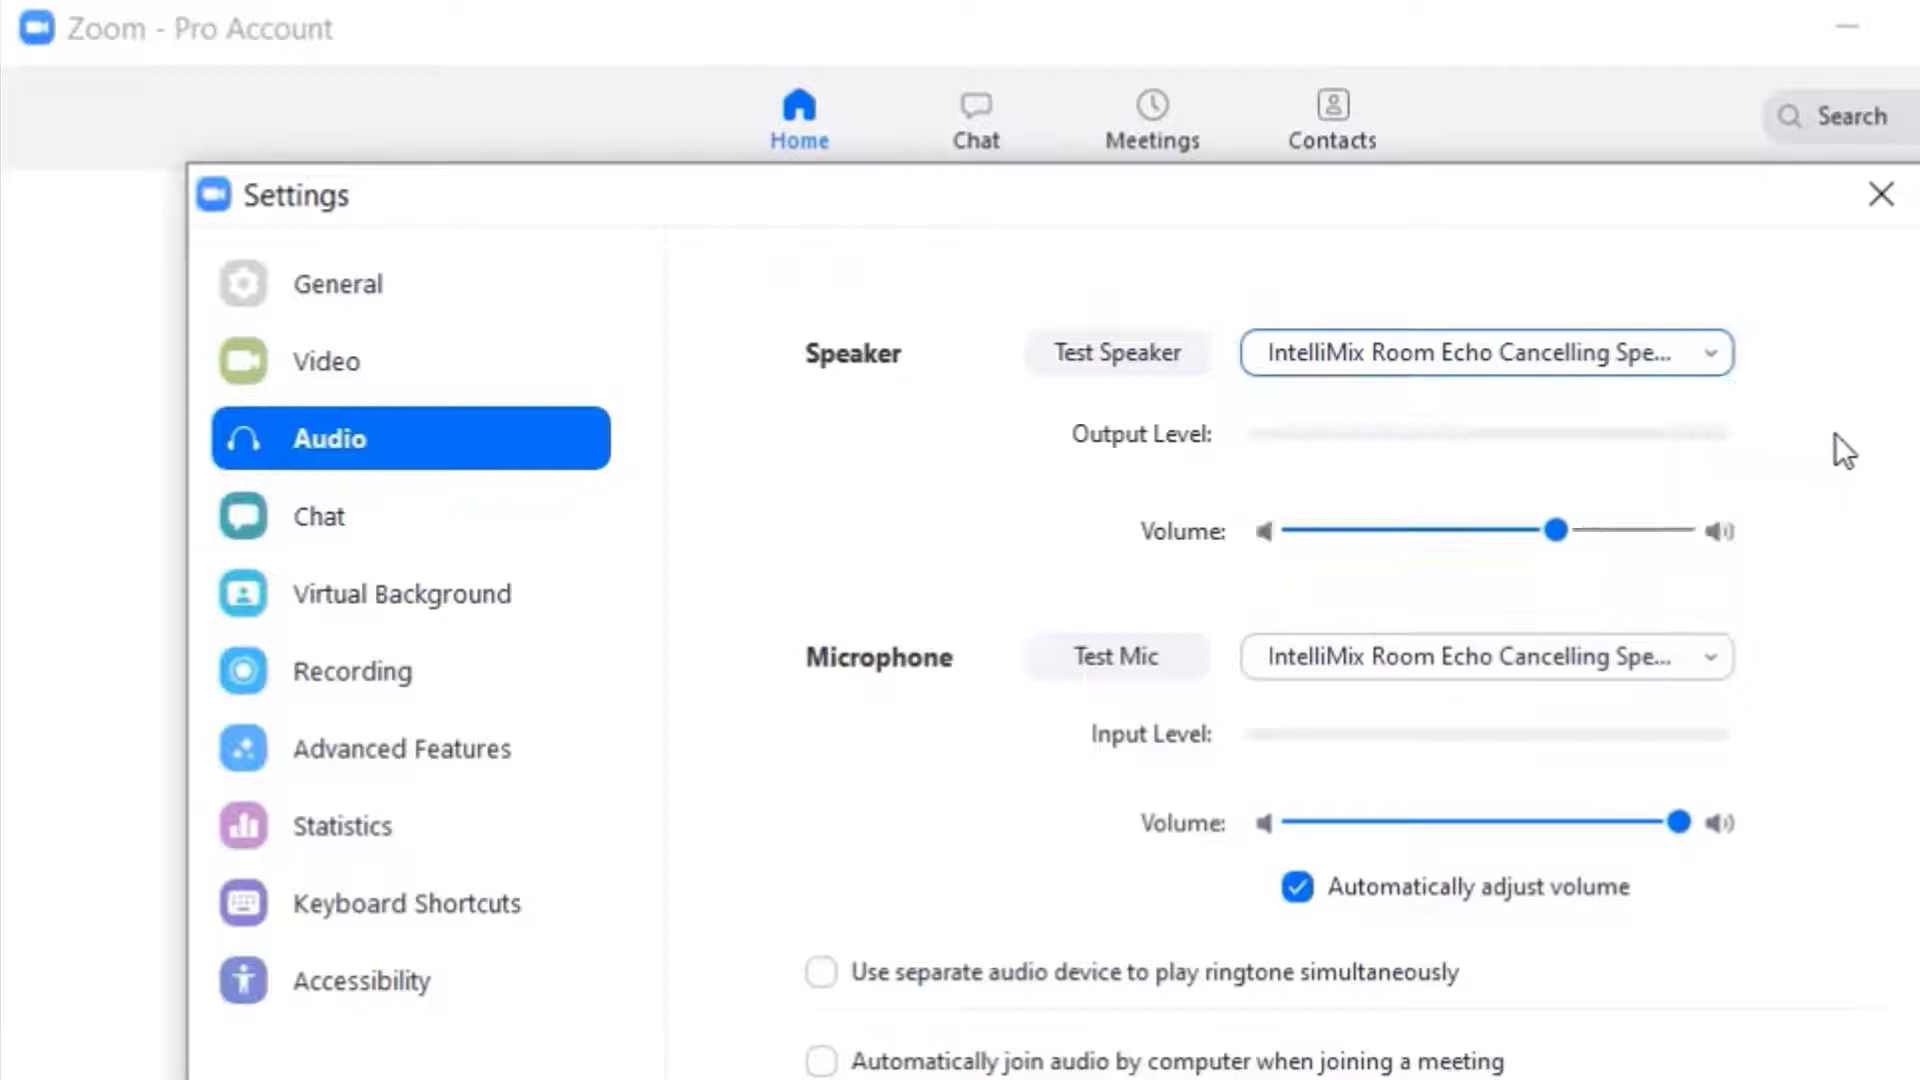 Zoom - Pro Account
Home
Chat
Meetings
Contacts
Search
Settings
General
Video
Audio
Chat
Virtual Background
Recording
Advanced Features
Statistics
Keyboard Shortcuts
Accessibility
Speaker
Test Speaker
IntelliMix Room Echo Cancelling Spe...
Output Level:
Volume:
Microphone
Test Mic
IntelliMix Room Echo Cancelling Spe...
Input Level:
Volume:
Automatically adjust volume
Use separate audio device to play ringtone simultaneously
Automatically join audio by computer when joining a meeting